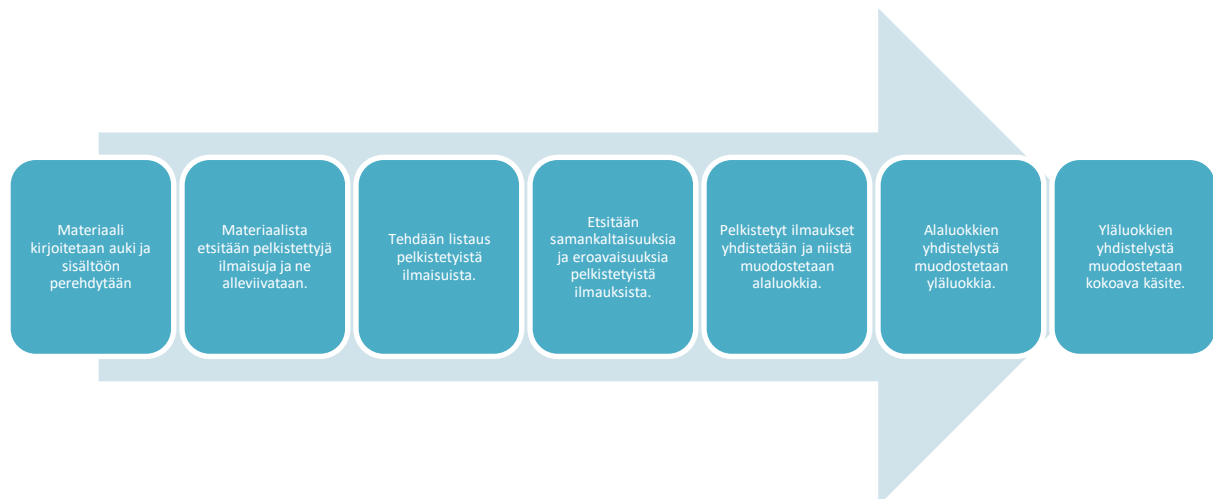 Materiaali
kirjoitetaan auki ja
sisältöön
perehdytään
Materiaalista
etsitään pelkistettyjä
ilmaisuja ja ne
alleviivataan.
Tehdään listaus
pelkistetyistä
ilmaisuista.
Etsitään
samankaltaisuuksia
ja eroavaisuuksia
pelkistetyistä
ilmauksista.
Pelkistetyt ilmaukset
yhdistetään ja niistä
muodostetaan
alaluokkia.
Alaluokkien
yhdistelystä
muodostetaan
yläluokkia.
Yläluokkien
yhdistelystä
muodostetaan
kokoava käsite.